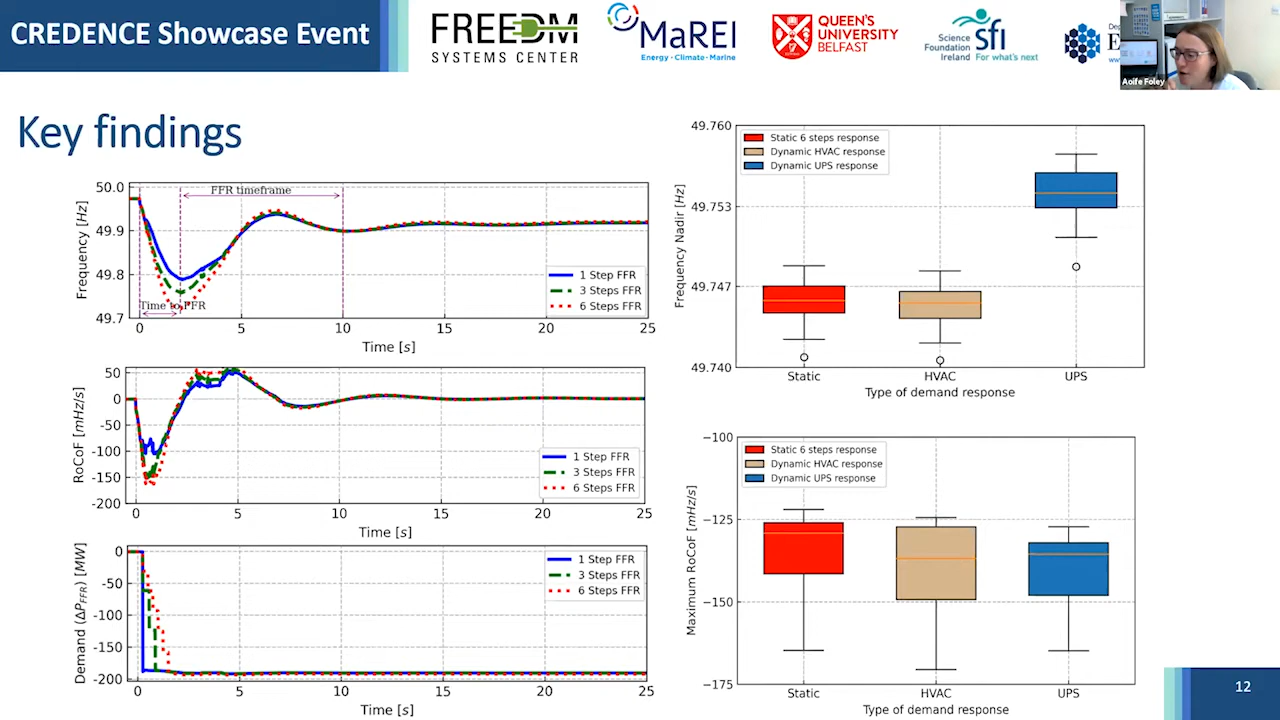 CREDENCE Showcase Event
FREEDM
SYSTEMS CENTER
MaREI
Energy • Climate • Marine
QUEEN'S
UNIVERSITY
BELFAST
Science
Foundation
Ireland
sfi
For what's next
Aoife Foley
Key findings
FFR timeframe
Time to FFR
Frequency [Hz]
50.0
49.9
49.8
49.7
1 Step FFR
3 Steps FFR
6 Steps FFR
0 5 10 15 20 25
Time [s]
RoCoF [mHz/s]
50
0
-50
-100
-150
-200
1 Step FFR
3 Steps FFR
6 Steps FFR
0 5 10 15 20 25
Time [s]
Demand (ΔP_FFR) [MW]
0
-50
-100
-150
-200
1 Step FFR
3 Steps FFR
6 Steps FFR
0 5 10 15 20 25
Time [s]
Frequency Nadir [Hz]
49.760
49.753
49.747
49.740
Static 6 steps response
Dynamic HVAC response
Dynamic UPS response
Static HVAC UPS
Type of demand response
Maximum RoCoF [mHz/s]
−100
−125
−150
−175
Static 6 steps response
Dynamic HVAC response
Dynamic UPS response
Static HVAC UPS
Type of demand response
12